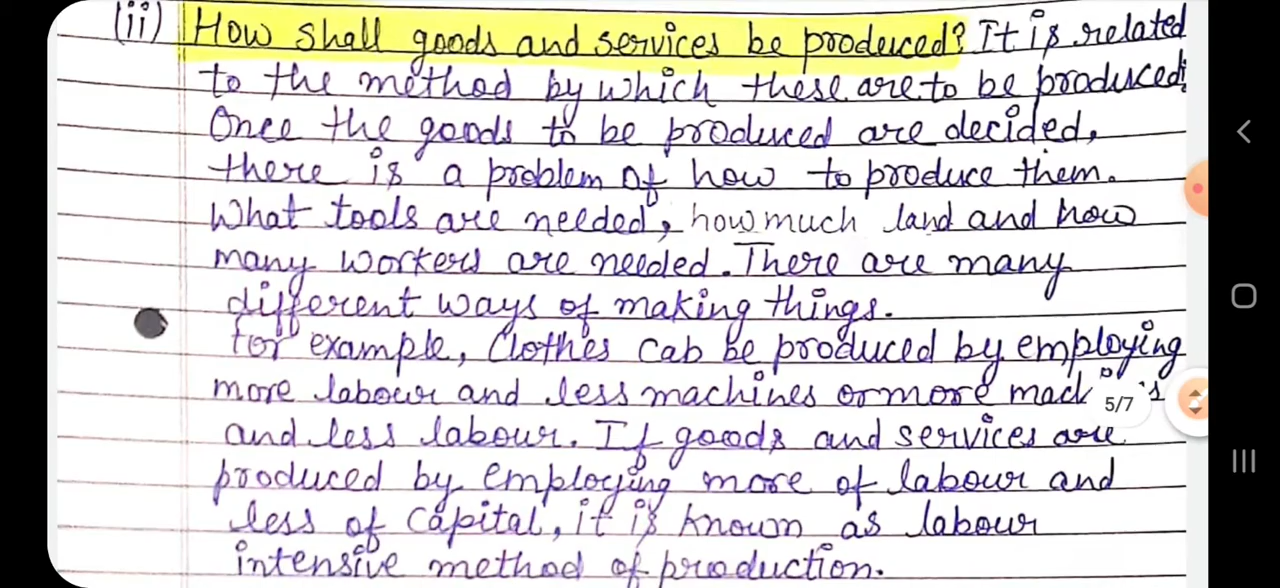 (ii) How shall goods and services be produced? It is related
to the method by which these are to be produced.
Once the goods to be produced are decided,
there is a problem of how to produce them.
What tools are needed, how much land and how
many workers are needed. There are many
different ways of making things.
for example, Clothes cab be produced by employing
more labour and less machines or more
and less labour. If goods and services are
produced by employing more of labour and
less of capital, it is known as labour
intensive method of production.
5/7